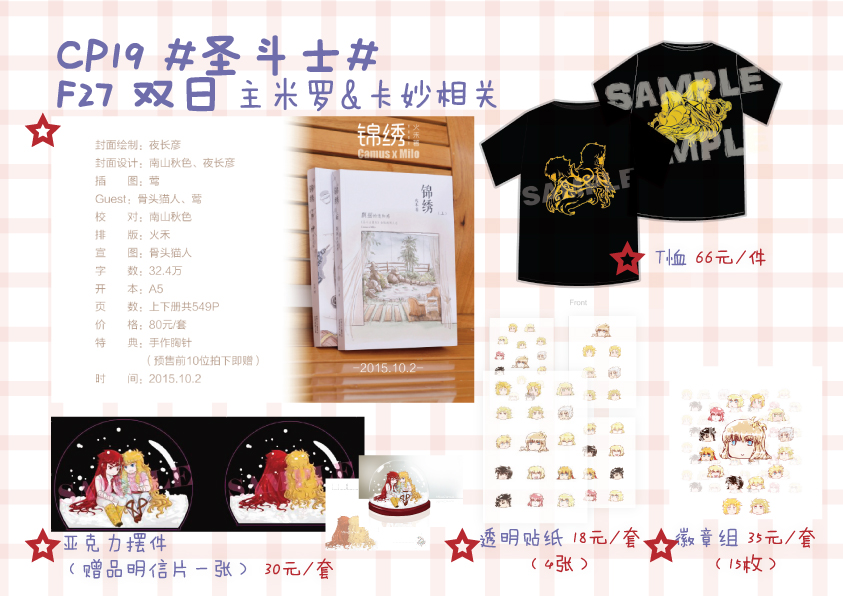 CP19 #圣斗士#
F27 双日 主米罗&卡妙相关
封面绘制：夜长彦
封面设计：南山秋色、夜长彦
插　　图：莺
Guest：骨头猫人、莺
校　　对：南山秋色
排　　版：火禾
宣　　图：骨头猫人
字　　数：32.4万
开　　本：A5
页　　数：上下册共549P
价　　格：80元/套
特　　典：手作胸针
（预售前10位拍下即赠）
时　　间：2015.10.2
锦绣
Camus x Milo
锦绣
-2015.10.2-
SAMPLE
SAMPLE
SAMPLE
T恤 66元/件
Front
亚克力摆件
（赠品明信片一张） 30元/套
透明贴纸 18元/套
（4张）
徽章组 35元/套
（15枚）